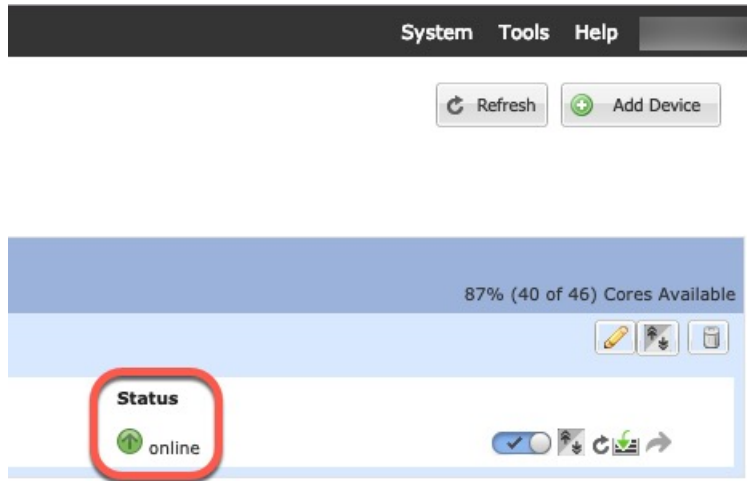 System Tools Help
Refresh Add Device
87% (40 of 46) Cores Available
Status
online